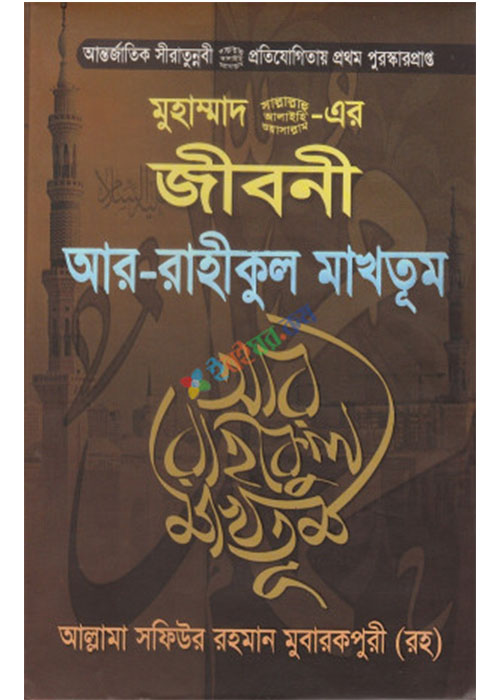 আন্তর্জাতিক সীরাতুন্নবী প্রতিযোগিতায় প্রথম পুরস্কারপ্রাপ্ত
মুহাম্মাদ সাল্লাল্লাহু আলাইহি ওয়াসাল্লাম -এর
জীবনী
আর-রাহীকুল মাখতূম
আর
রাহীকুল
মাখতূম
আল্লামা সফিউর রহমান মুবারকপুরী (রহ)